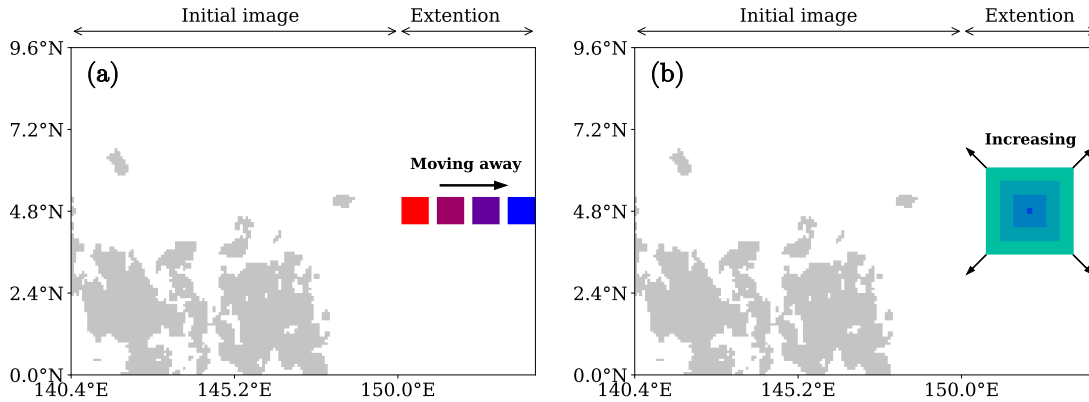 Initial image
Extention
(a)
Moving away
9.6°N
7.2°N
4.8°N
2.4°N
0.0°N
140.4°E
145.2°E
150.0°E
Initial image
Extention
(b)
Increasing
9.6°N
7.2°N
4.8°N
2.4°N
0.0°N
140.4°E
145.2°E
150.0°E